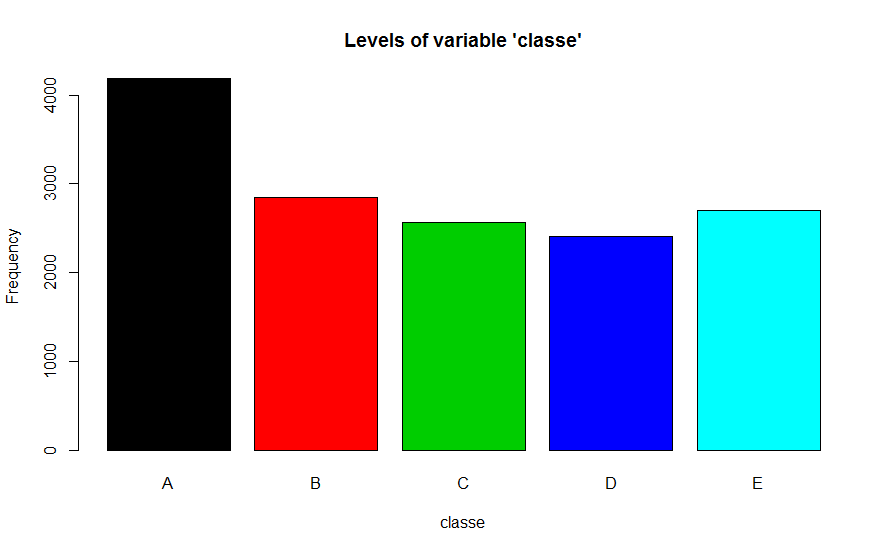 Levels of variable 'classe'
Frequency
4000
3000
2000
1000
0
A B C D E
classe